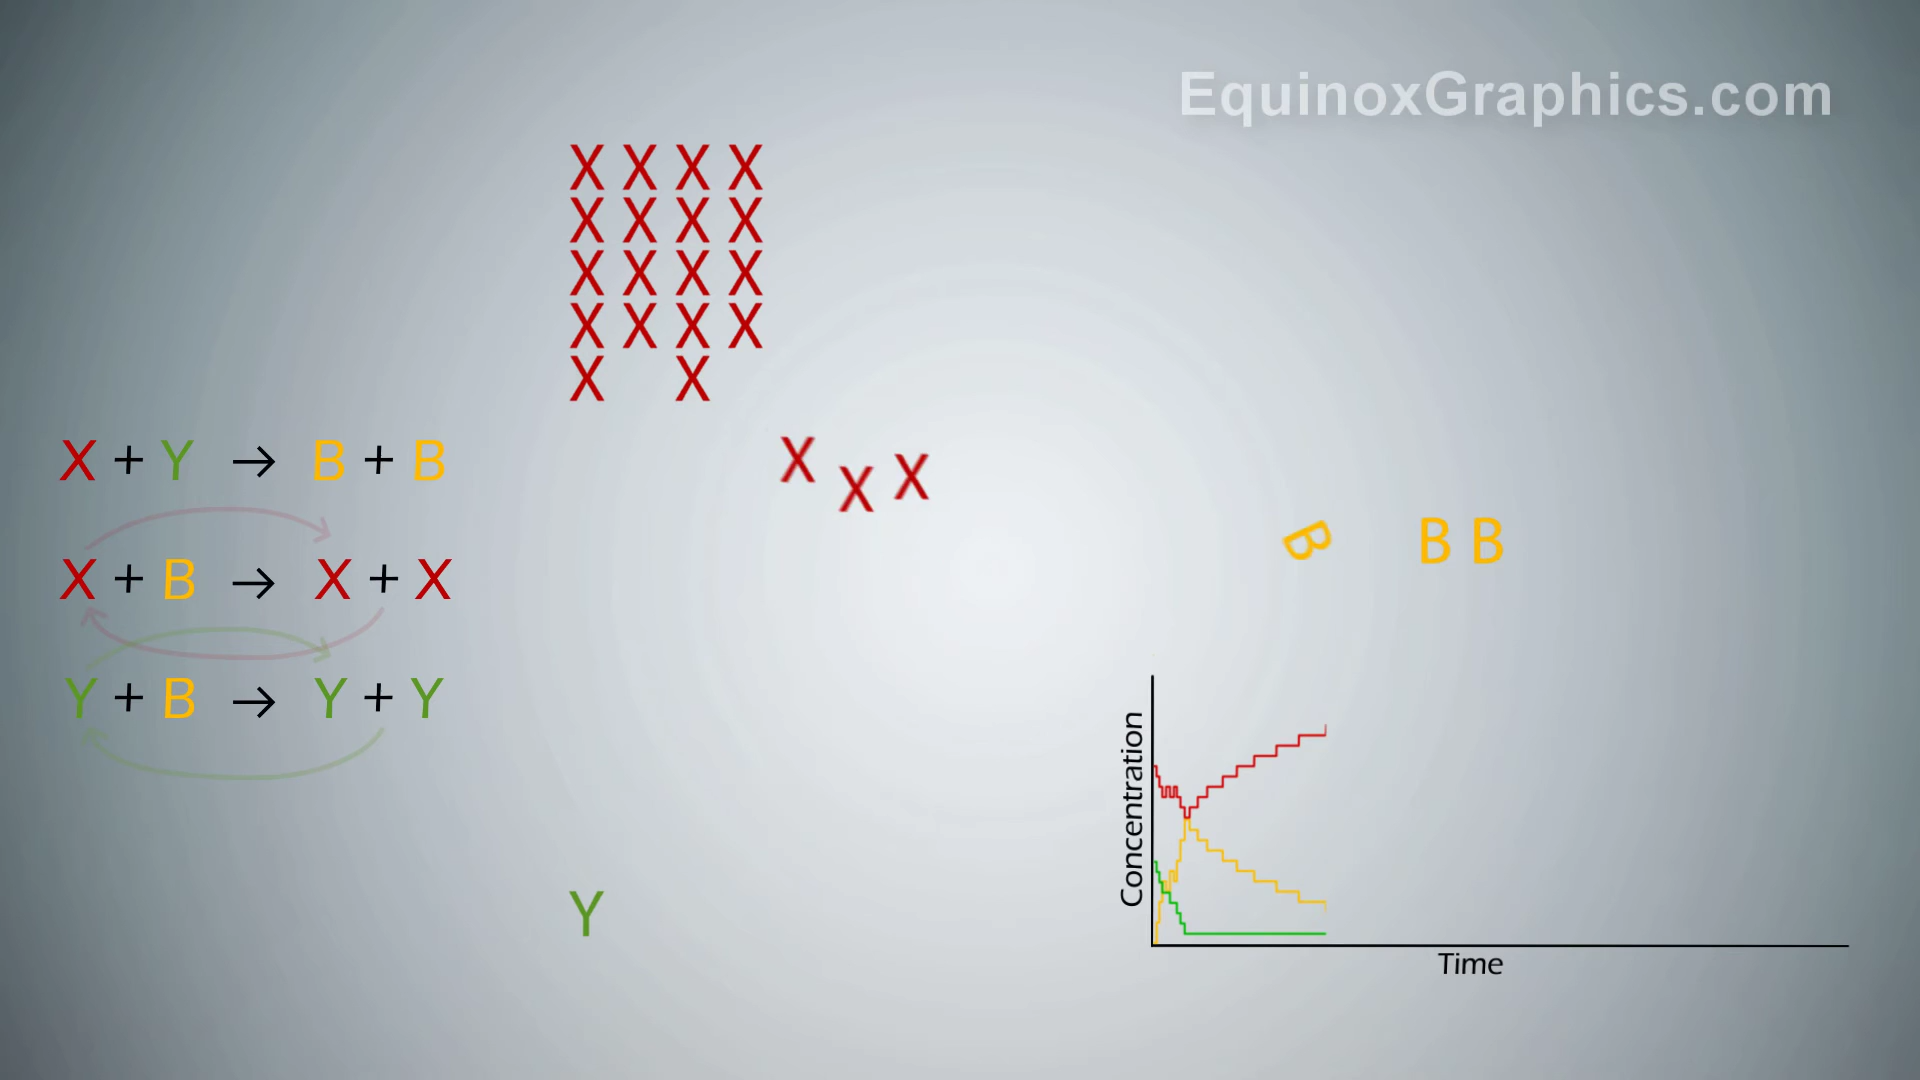 EquinoxGraphics.com
X X X X
X X X X
X X X X
X X X X
X X
X + Y → B + B
X X X
X + B → X + X
B B B
Y + B → Y + Y
Y
Concentration
Time